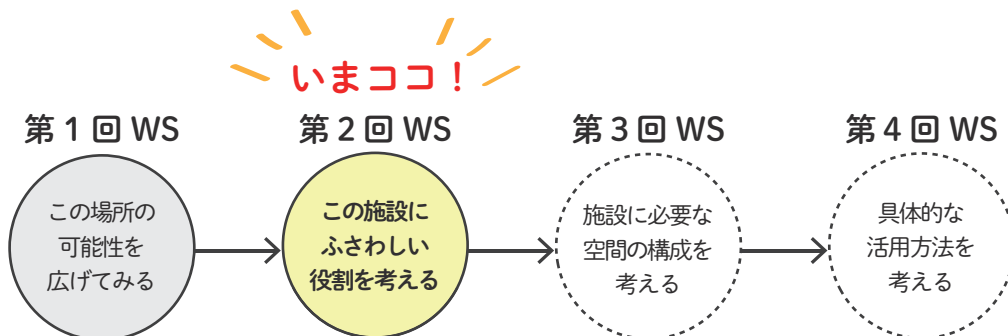 いまココ！
第1回 WS
この場所の
可能性を
広げてみる
第2回 WS
この施設に
ふさわしい
役割を考える
第3回 WS
施設に必要な
空間の構成を
考える
第4回 WS
具体的な
活用方法を
考える